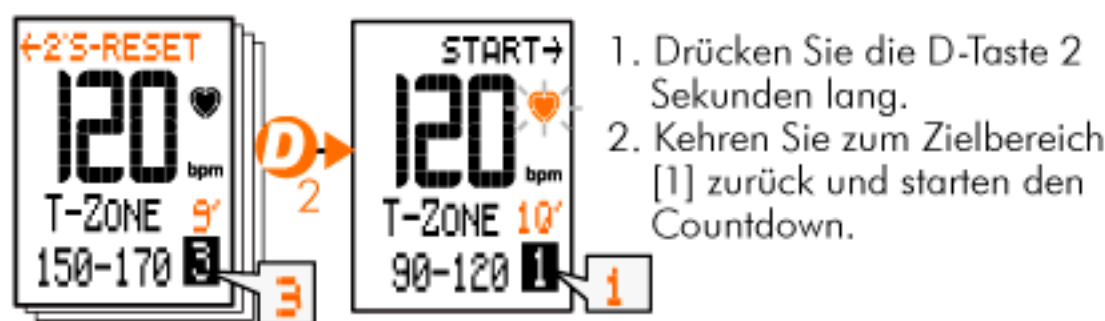 ←2'S-RESET
120
bpm
T-ZONE 9'
150-170 3
3
D
2
START→
120
bpm
T-ZONE 10'
90-120 1
1
1. Drücken Sie die D-Taste 2
Sekunden lang.
2. Kehren Sie zum Zielbereich
[1] zurück und starten den
Countdown.